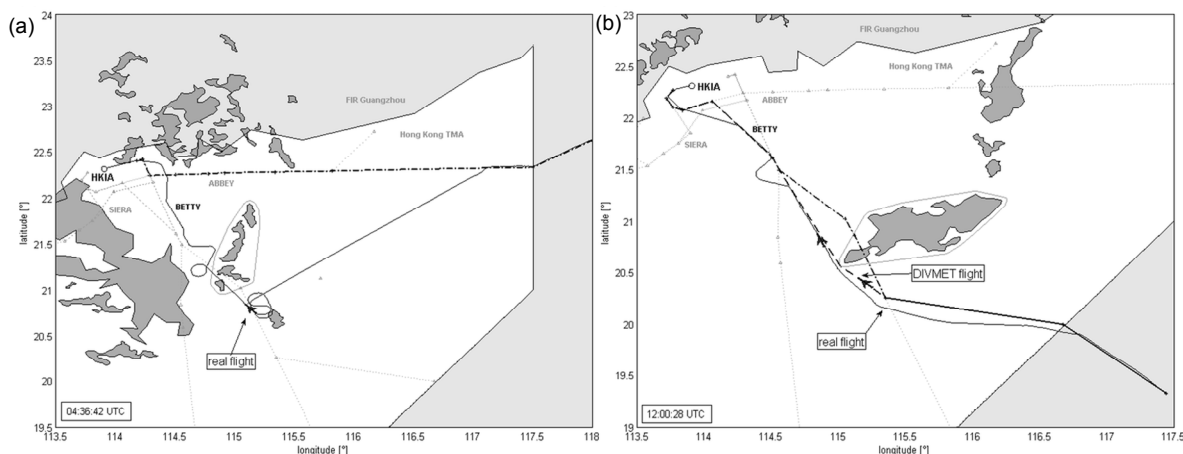 (a)
24
23.5
23
22.5
22
21.5
21
20.5
20
19.5
latitude [°]
FIR Guangzhou
Hong Kong TMA
HKIA
ABBEY
SIERA
BETTY
real flight
04:36:42 UTC
113.5 114 114.5 115 115.5 116 116.5 117 117.5 118
longitude [°]
(b)
23
22.5
22
21.5
21
20.5
20
19.5
19
latitude [°]
FIR Guangzhou
Hong Kong TMA
HKIA
ABBEY
BETTY
SIERA
DIVMET flight
real flight
12:00:28 UTC
113.5 114 114.5 115 115.5 116 116.5 117 117.5
longitude [°]